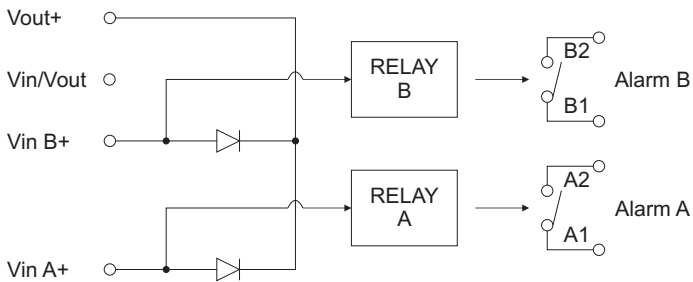 Vout+
Vin/Vout
Vin B+
Vin A+
RELAY
B
B2
B1
Alarm B
RELAY
A
A2
A1
Alarm A